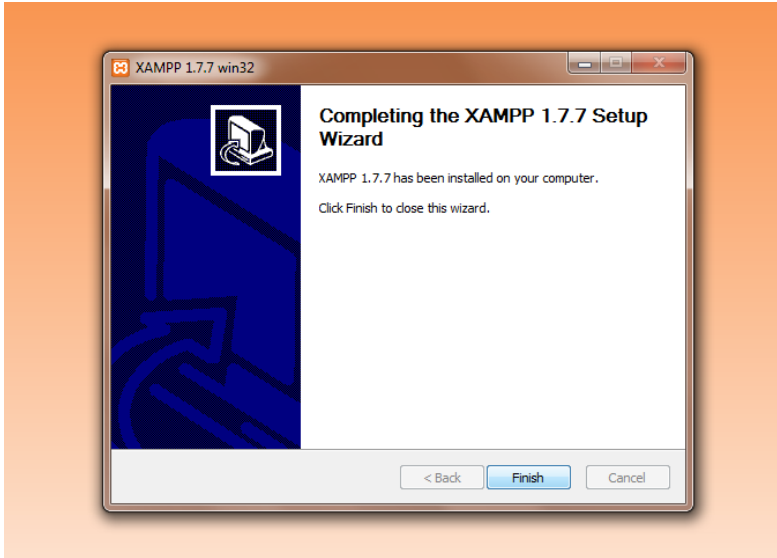 XAMPP 1.7.7 win32
Completing the XAMPP 1.7.7 Setup
Wizard
XAMPP 1.7.7 has been installed on your computer.
Click Finish to close this wizard.
< Back
Finish
Cancel